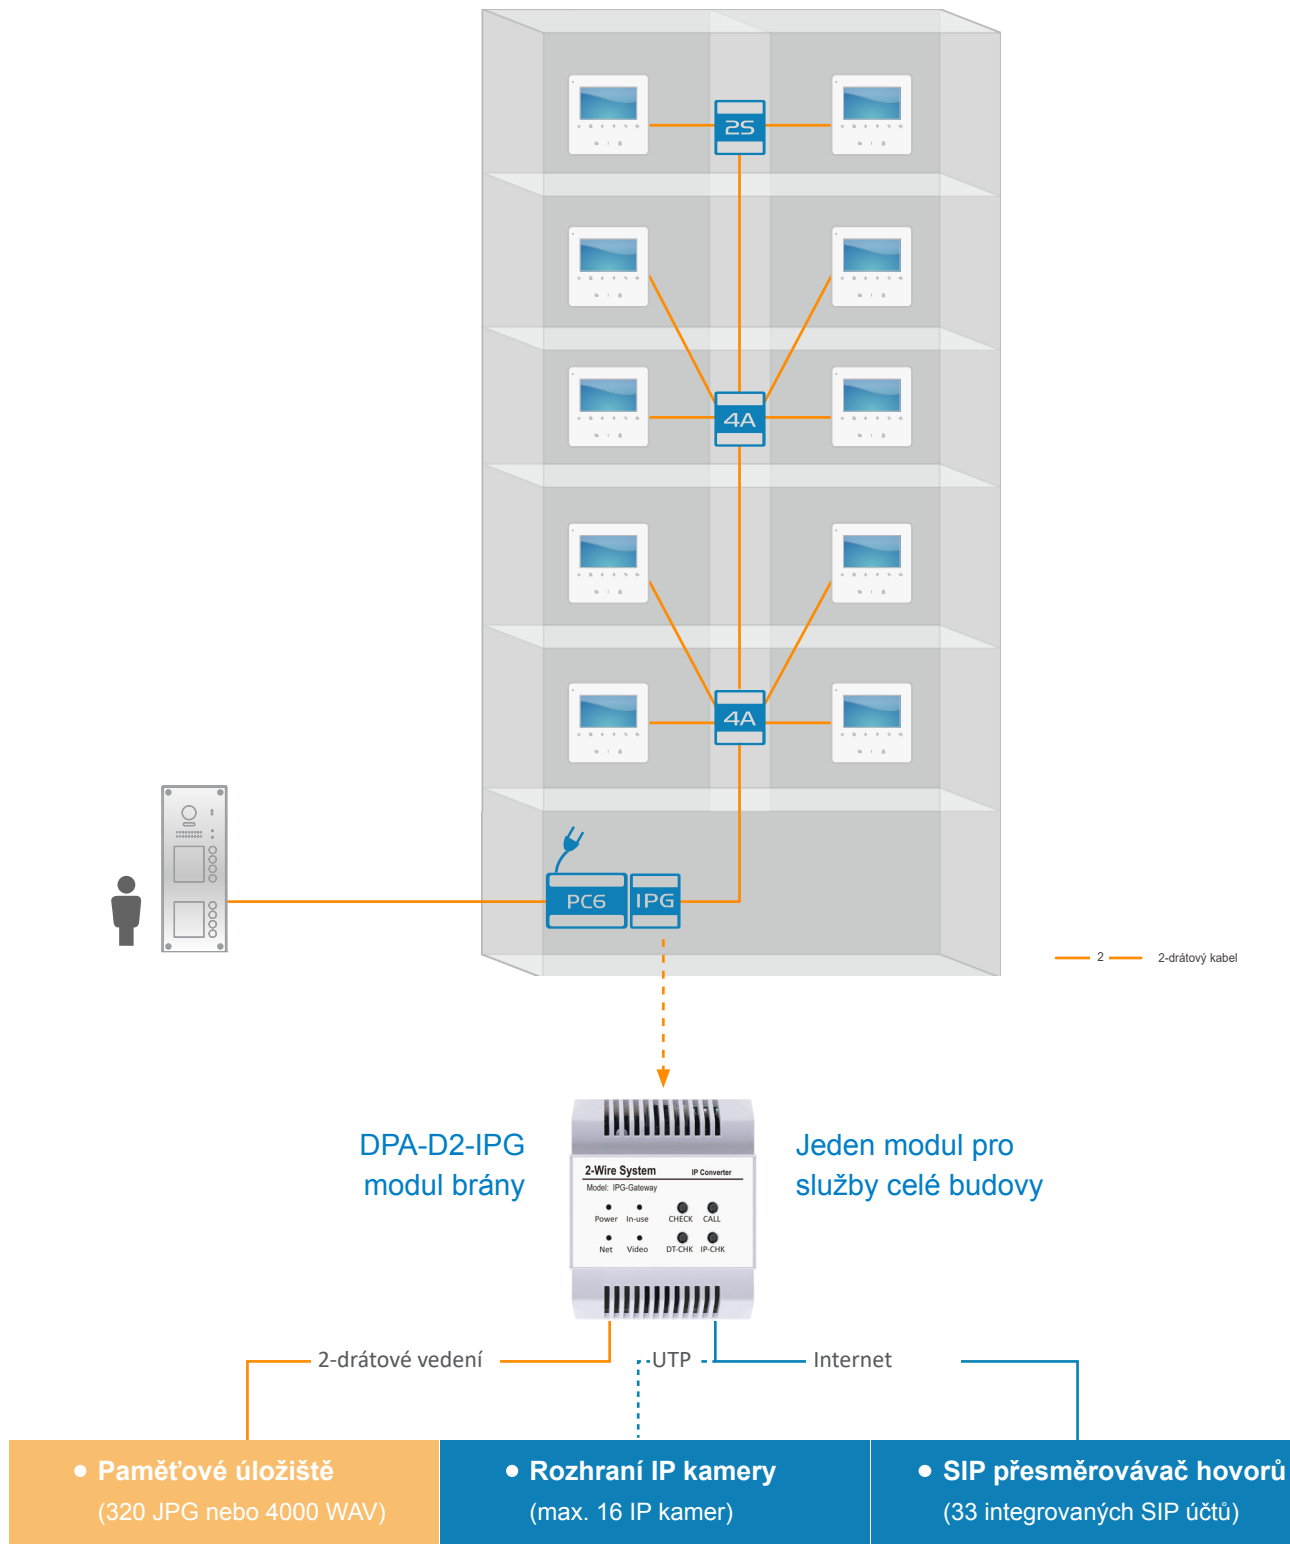 2S
4A
4A
PC6
IPG
2
2-drátový kabel
DPA-D2-IPG
modul brány
2-Wire System
IP Converter
Model: IPG-Gateway
Power In-use CHECK CALL
Net Video DT-CHK IP-CHK
Jeden modul pro
služby celé budovy
2-drátové vedení
UTP
Internet
• Paměťové úložiště
(320 JPG nebo 4000 WAV)
• Rozhraní IP kamery
(max. 16 IP kamer)
• SIP přesměrovávač hovorů
(33 integrovaných SIP účtů)